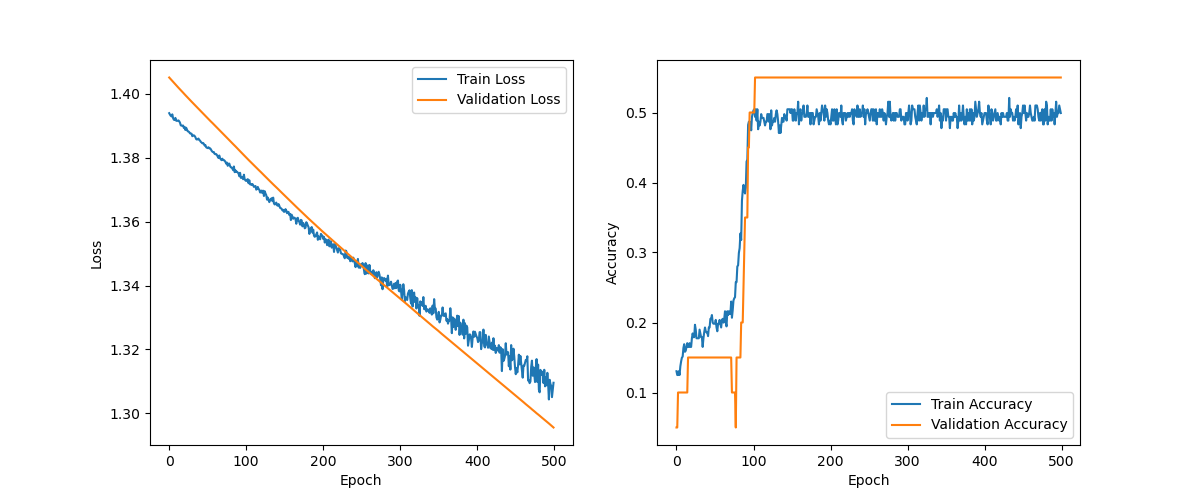 Train Loss
Validation Loss
1.40
1.38
1.36
1.34
1.32
1.30
Loss
0 100 200 300 400 500
Epoch
0.5
0.4
0.3
0.2
0.1
Accuracy
Train Accuracy
Validation Accuracy
0 100 200 300 400 500
Epoch